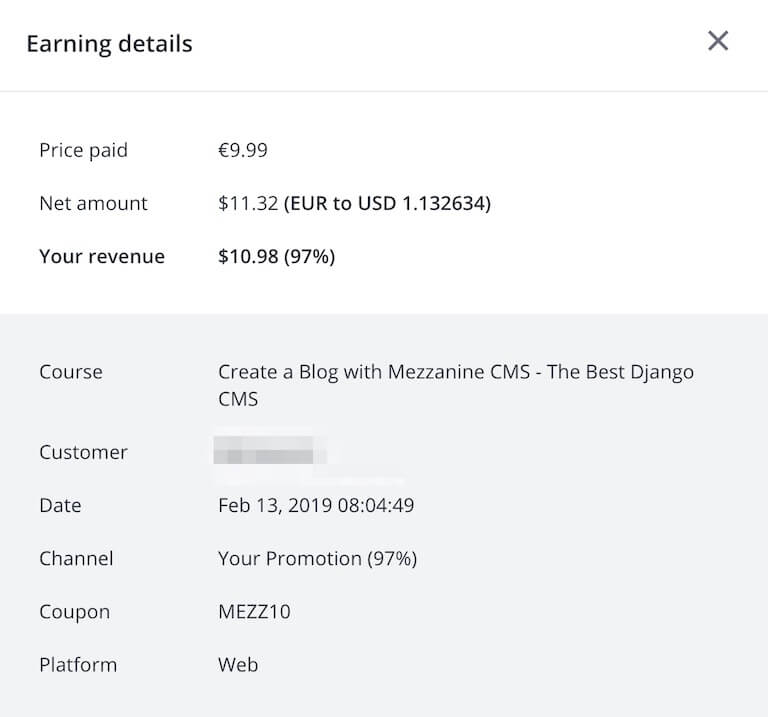 Earning details
Price paid €9.99
Net amount $11.32 (EUR to USD 1.132634)
Your revenue $10.98 (97%)
Course Create a Blog with Mezzanine CMS - The Best Django
CMS
Customer
Date Feb 13, 2019 08:04:49
Channel Your Promotion (97%)
Coupon MEZZ10
Platform Web